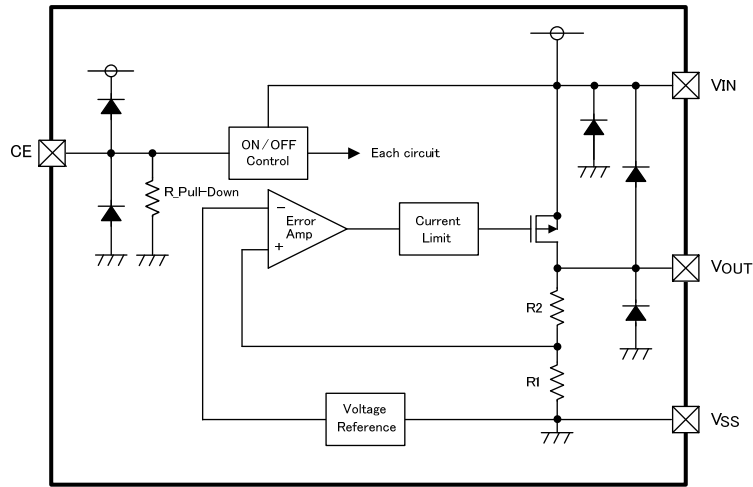 VIN
CE
ON/OFF
Control
Each circuit
R_Pull-Down
−
Error
Amp
+
Current
Limit
VOUT
R2
R1
Voltage
Reference
VSS